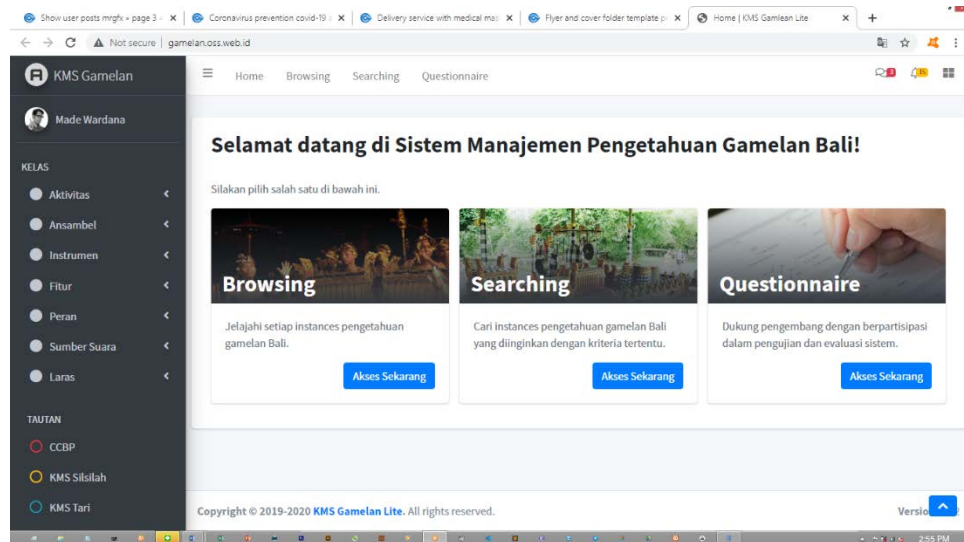 Show user posts mrgfx » page 3 -
Coronavirus prevention covid-19
Delivery service with medical mas
Flyer and cover folder template
Home | KMS Gamlean Lite
Not secure | gamelan.oss.web.id
KMS Gamelan
Home Browsing Searching Questionnaire
3
15
Made Wardana
KELAS
Aktivitas
Ansambel
Instrumen
Fitur
Peran
Sumber Suara
Laras
TAUTAN
CCBP
KMS Silsilah
KMS Tari
Selamat datang di Sistem Manajemen Pengetahuan Gamelan Bali!
Silakan pilih salah satu di bawah ini.
Browsing
Jelajahi setiap instances pengetahuan
gamelan Bali.
Akses Sekarang
Searching
Cari instances pengetahuan gamelan Bali
yang diinginkan dengan kriteria tertentu.
Akses Sekarang
Questionnaire
Dukung pengembang dengan berpartisipasi
dalam pengujian dan evaluasi sistem.
Akses Sekarang
Copyright © 2019-2020 KMS Gamelan Lite. All rights reserved.
Versio
2:55 PM